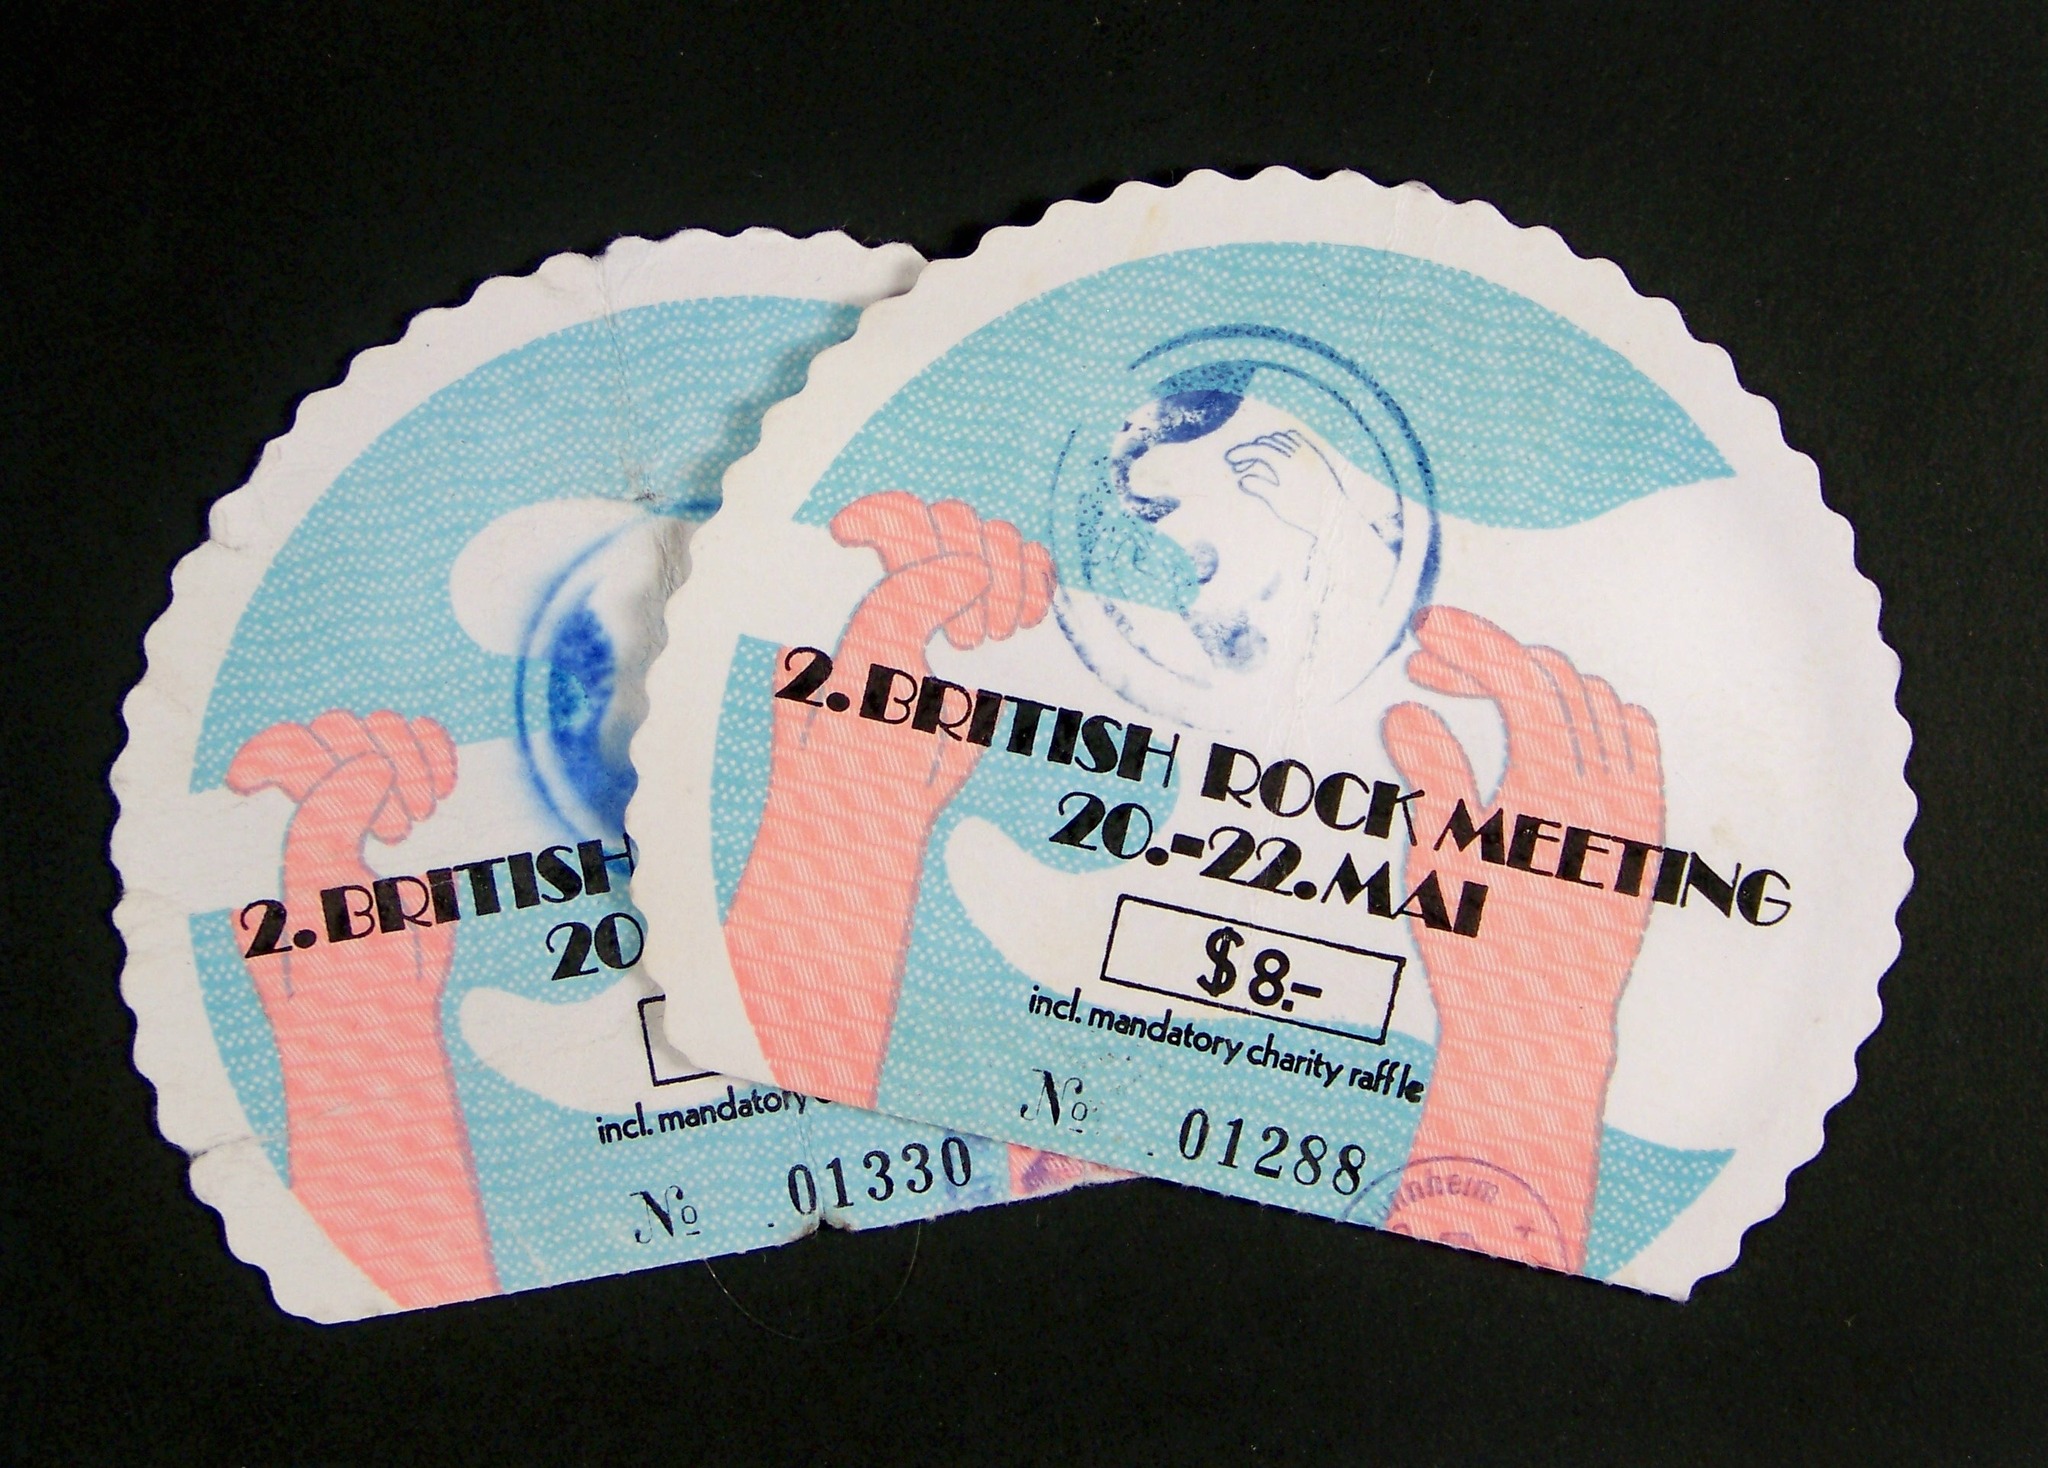 2. BRITISH
20
incl. mandatory
No 01330
2. BRITISH ROCK MEETING
20.-22. MAI
$8.-
incl. mandatory charity raffle
No 01288
nheim